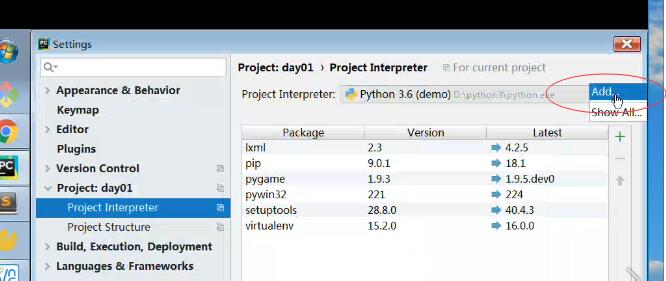 PC Settings
Project: day01 › Project Interpreter For current project
Appearance & Behavior
Project Interpreter: Python 3.6 (demo) D:\python3\python.exe
Add...
Keymap
Show All...
Editor
Package Version Latest
Plugins
lxml 2.3 4.2.5
Version Control
pip 9.0.1 18.1
Project: day01
pygame 1.9.3 1.9.5.dev0
Project Interpreter
pywin32 221 224
setuptools 28.8.0 40.4.3
Project Structure
virtualenv 15.2.0 16.0.0
Build, Execution, Deployment
Languages & Frameworks